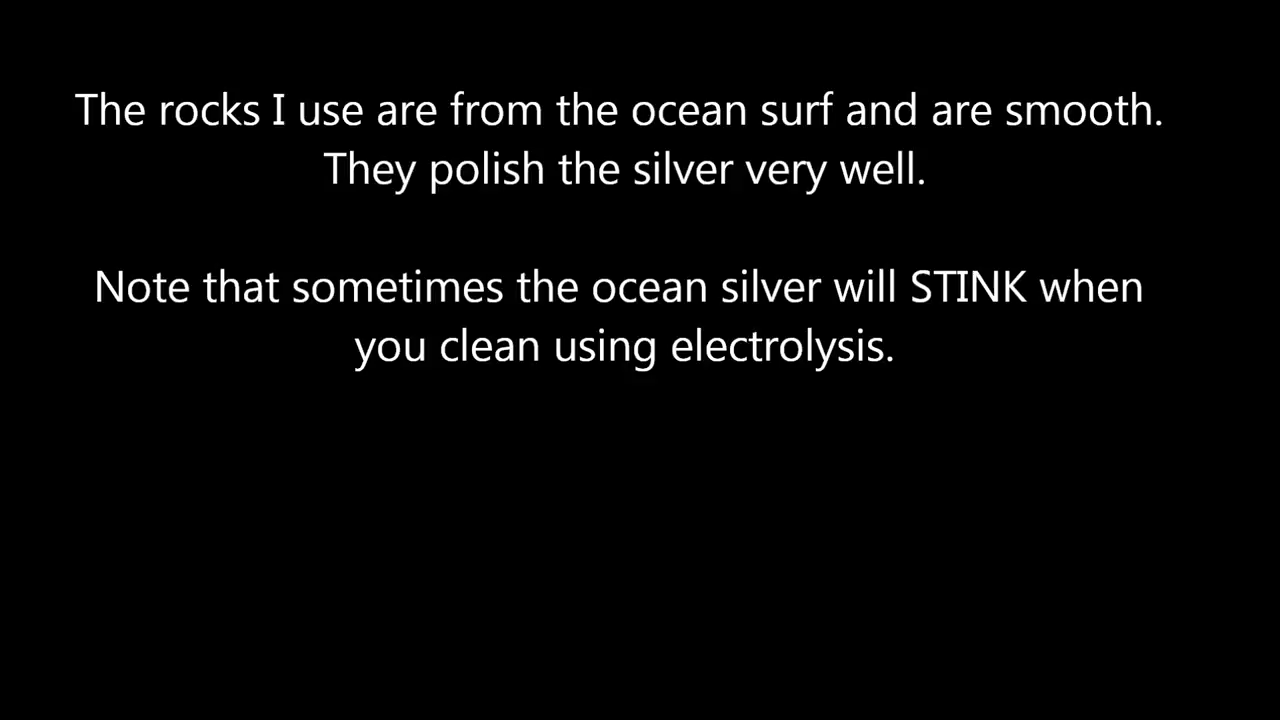 The rocks I use are from the ocean surf and are smooth.
They polish the silver very well.
Note that sometimes the ocean silver will STINK when
you clean using electrolysis.